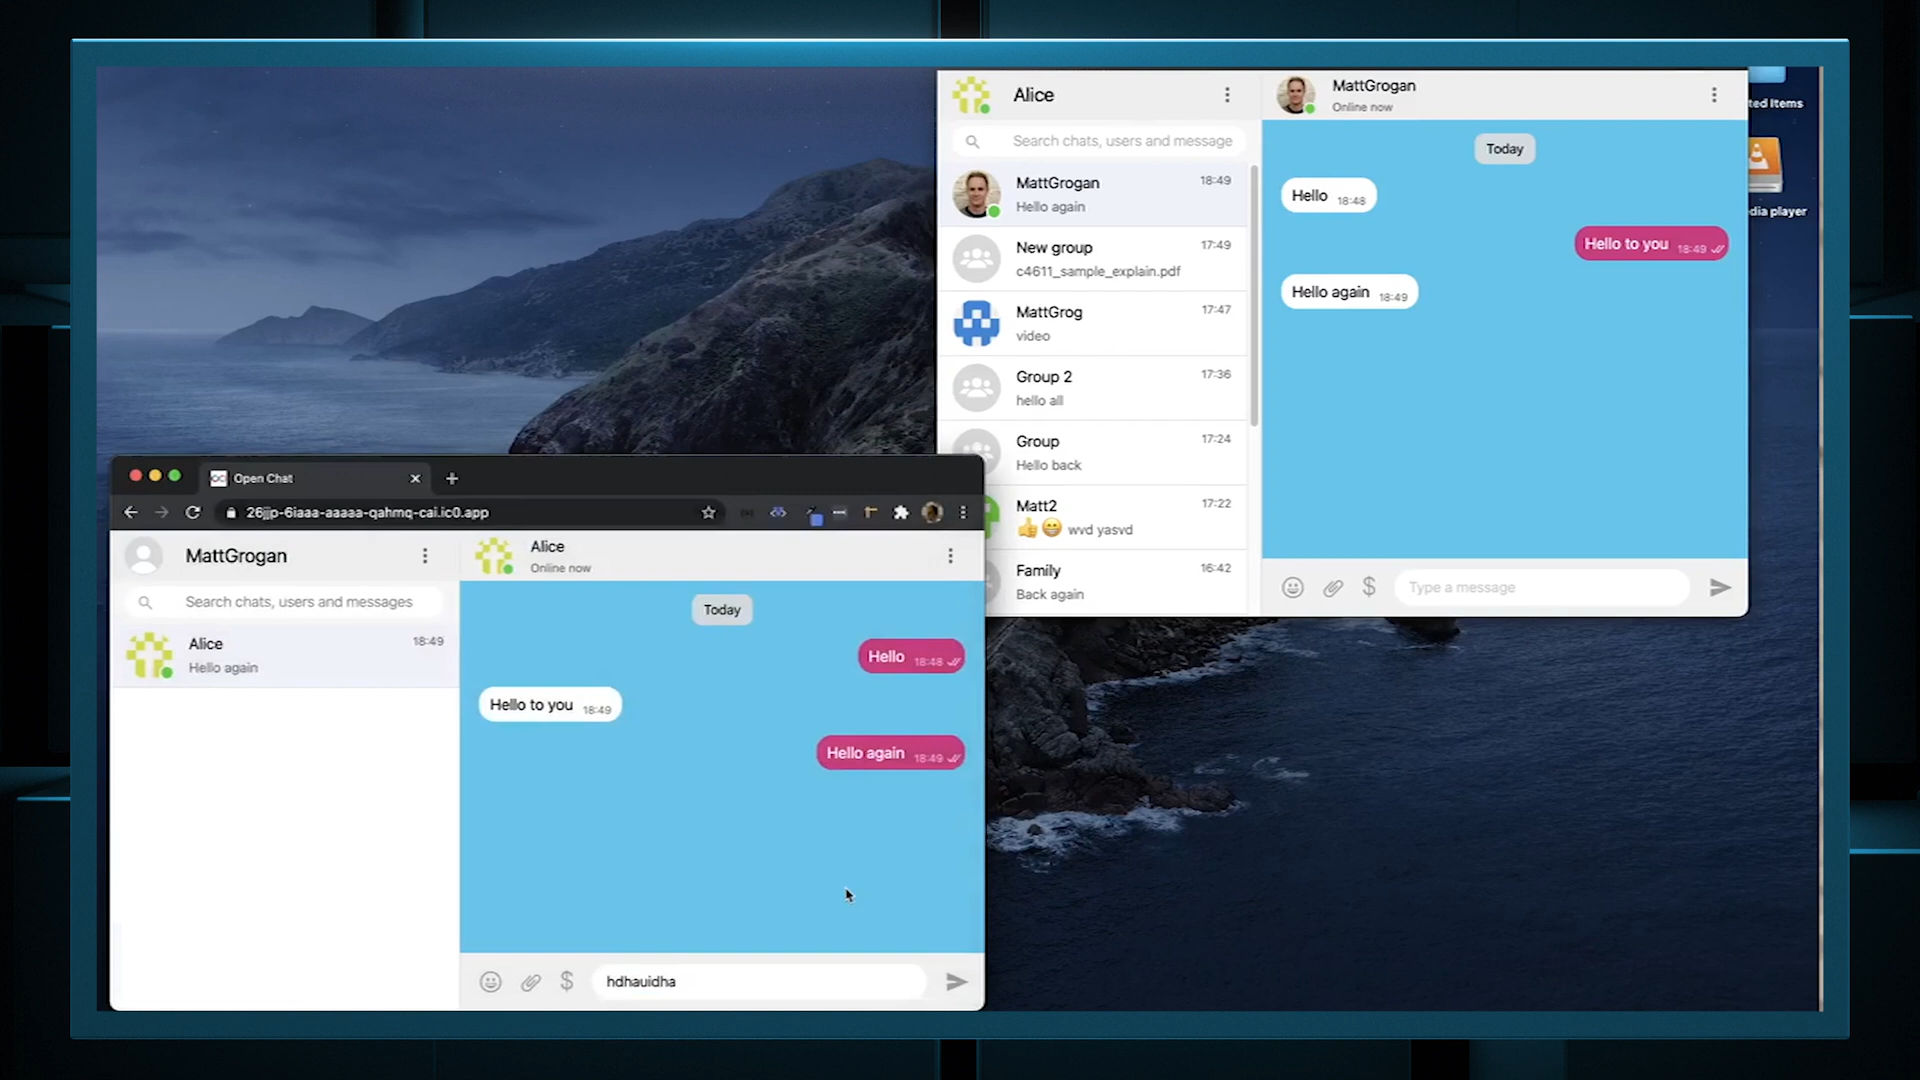 Alice
Search chats, users and message
MattGrogan 18:49
Hello again
New group 17:49
c4611_sample_explain.pdf
MattGrog 17:47
video
Group 2 17:36
hello all
Group 17:24
Hello back
Matt2 17:22
👍😁 wvd yasvd
Family 16:42
Back again
MattGrogan
Online now
Today
Hello 18:48
Hello to you 18:49
Hello again 18:49
Type a message
ted Items
dia player
Open Chat
26jjp-6iaaa-aaaaa-qahmq-cai.ic0.app
MattGrogan
Search chats, users and messages
Alice 18:49
Hello again
Alice
Online now
Today
Hello 18:48
Hello to you 18:49
Hello again 18:49
hdhauidha